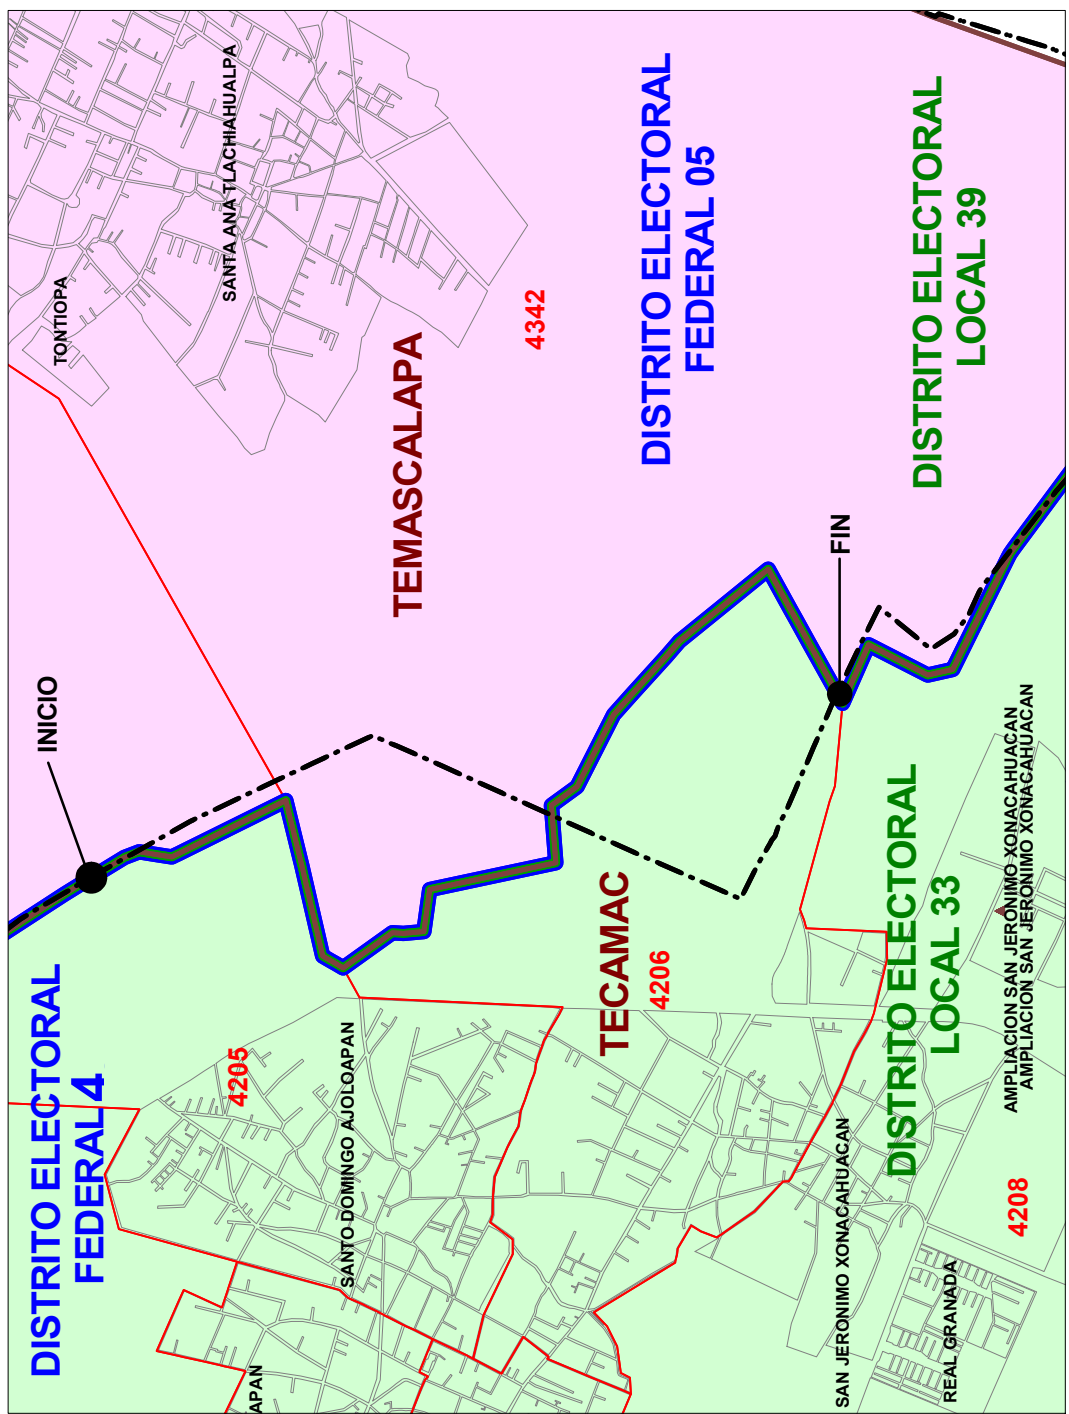 TONTIOPA
SANTA ANA TLACHIAHUALPA
TEMASCALAPA
4342
DISTRITO ELECTORAL
FEDERAL 05
DISTRITO ELECTORAL
LOCAL 39
INICIO
FIN
DISTRITO ELECTORAL
FEDERAL 4
4205
SANTO DOMINGO AJOLOAPAN
APAN
TECAMAC
4206
DISTRITO ELECTORAL
LOCAL 33
SAN JERONIMO XONACAHUACAN
REAL GRANADA
AMPLIACION SAN JERONIMO XONACAHUACAN
AMPLIACION SAN JERONIMO XONACAHUACAN
4208